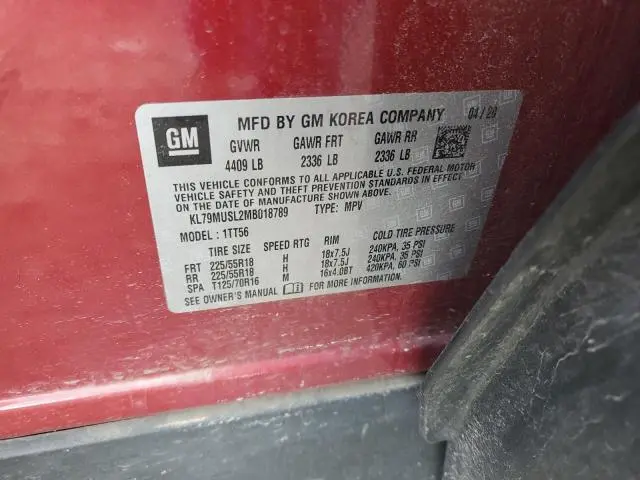 GM
MFD BY GM KOREA COMPANY 04/20
GVWR GAWR FRT GAWR RR
4409 LB 2336 LB 2336 LB
THIS VEHICLE CONFORMS TO ALL APPLICABLE U.S. FEDERAL MOTOR
VEHICLE SAFETY AND THEFT PREVENTION STANDARDS IN EFFECT
ON THE DATE OF MANUFACTURE SHOWN ABOVE.
KL79MUSL2MB018789 TYPE: MPV
MODEL: 1TT56
TIRE SIZE SPEED RTG RIM COLD TIRE PRESSURE
FRT 225/55R18 H 18x7.5J 240KPA, 35 PSI
RR 225/55R18 H 18x7.5J 240KPA, 35 PSI
SPA T125/70R16 M 16x4.0BT 420KPA, 60 PSI
SEE OWNER'S MANUAL FOR MORE INFORMATION.